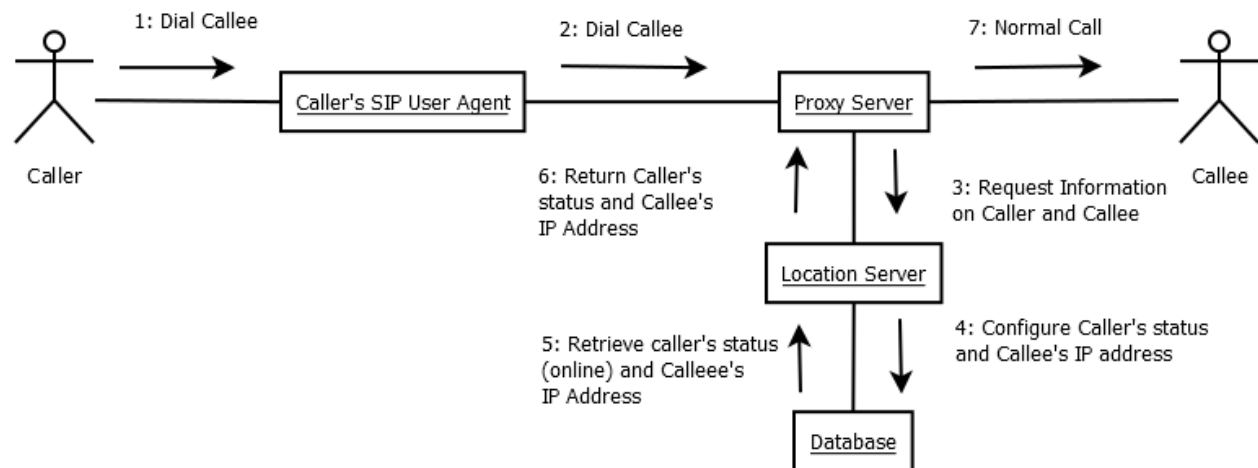 1: Dial Callee
2: Dial Callee
7: Normal Call
Caller's SIP User Agent
Proxy Server
Caller
Callee
6: Return Caller's
status and Callee's
IP Address
3: Request Information
on Caller and Callee
Location Server
5: Retrieve caller's status
(online) and Calleee's
IP Address
4: Configure Caller's status
and Callee's IP address
Database